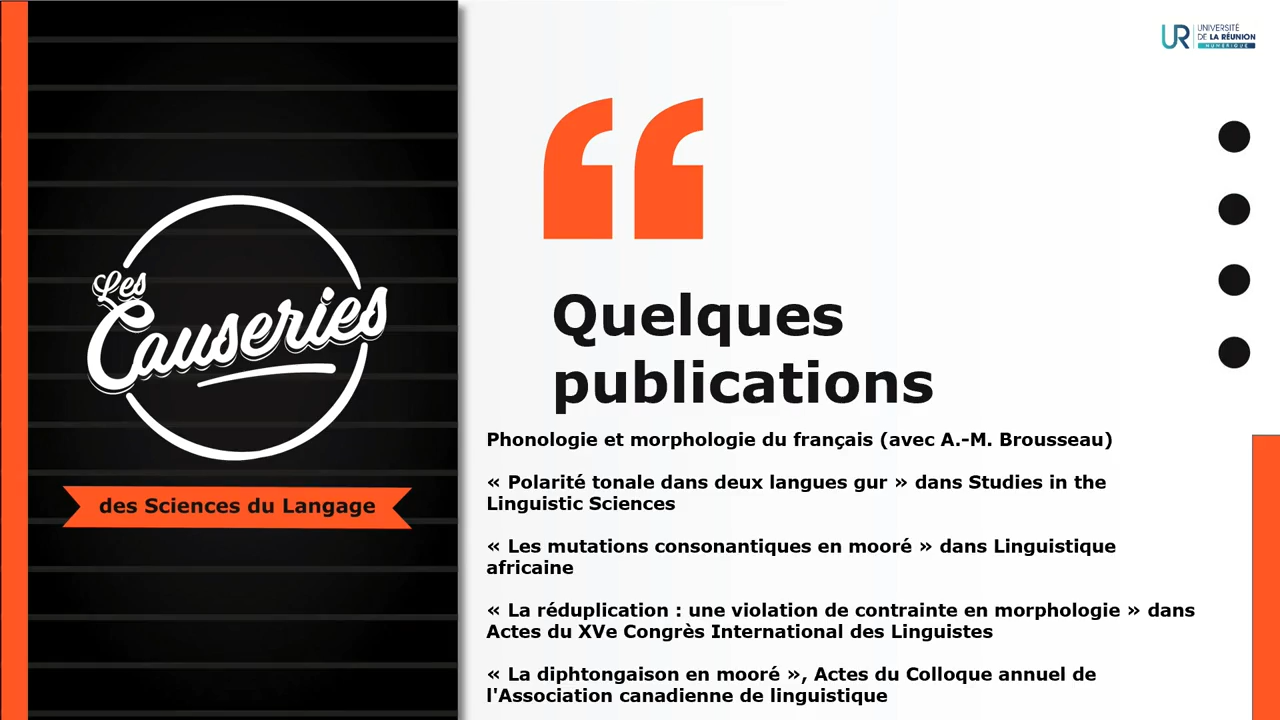 UNIVERSITÉ
UR DE LA RÉUNION
NUMÉRIQUE
Les
Causeries
des Sciences du Langage
Quelques
publications
Phonologie et morphologie du français (avec A.-M. Brousseau)
« Polarité tonale dans deux langues gur » dans Studies in the
Linguistic Sciences
« Les mutations consonantiques en mooré » dans Linguistique
africaine
« La réduplication : une violation de contrainte en morphologie » dans
Actes du XVe Congrès International des Linguistes
« La diphtongaison en mooré », Actes du Colloque annuel de
l'Association canadienne de linguistique